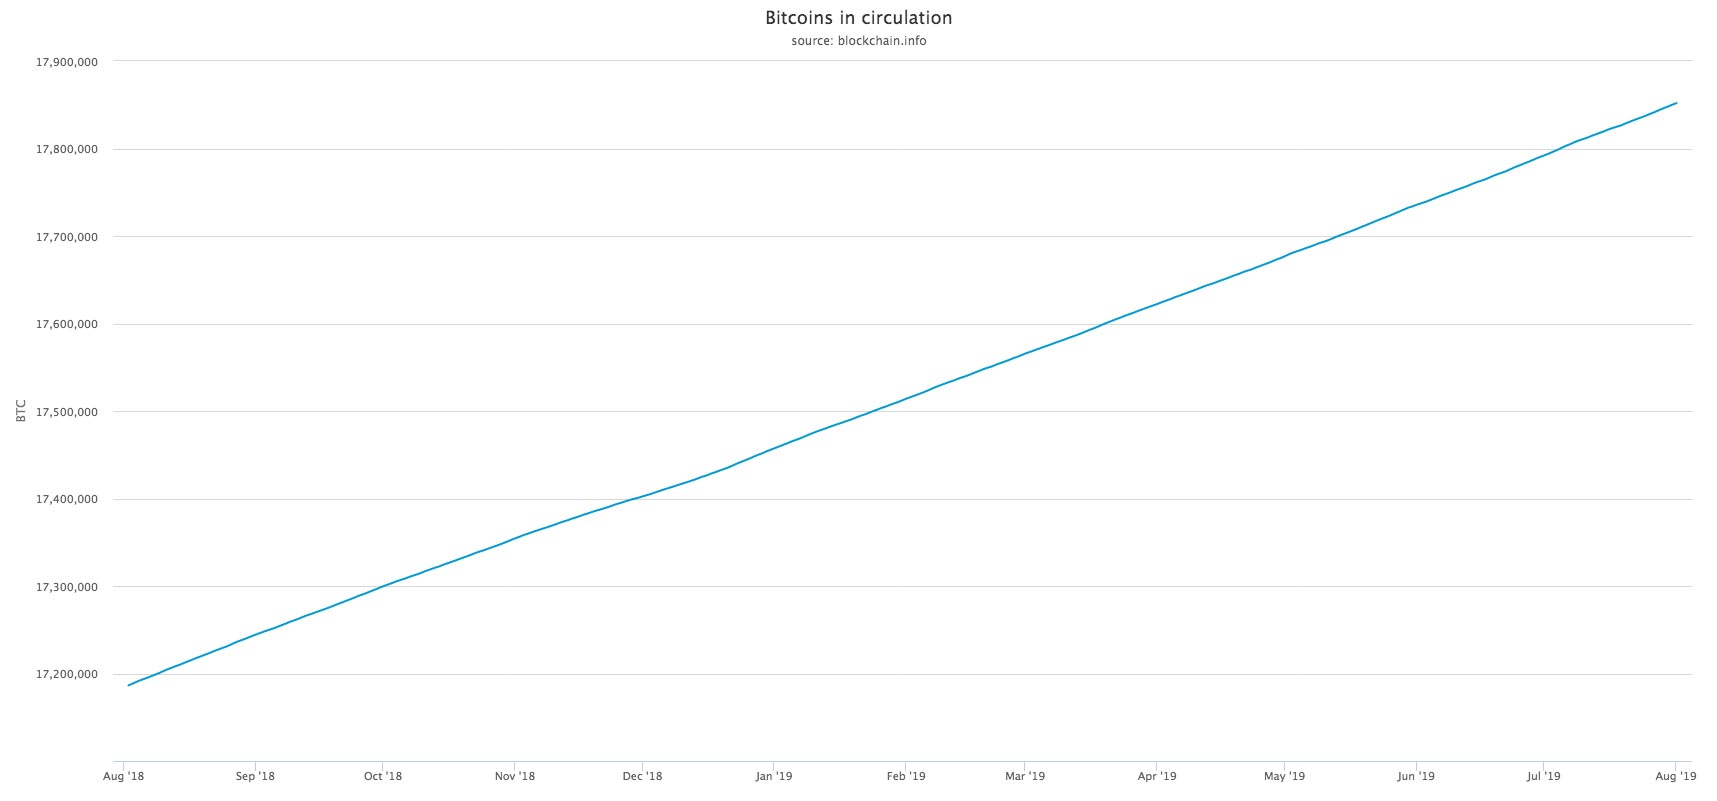 Bitcoins in circulation
source: blockchain.info
17,900,000
17,800,000
17,700,000
17,600,000
17,500,000
17,400,000
17,300,000
17,200,000
BTC
Aug '18 Sep '18 Oct '18 Nov '18 Dec '18 Jan '19 Feb '19 Mar '19 Apr '19 May '19 Jun '19 Jul '19 Aug '19